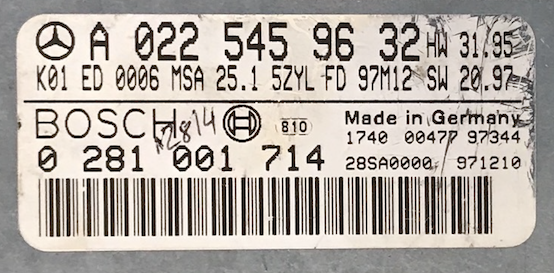 A 022 545 96 32 HW 31.95
K01 ED 0006 MSA 25.1 5ZYL FD 97M12 SW 20.97
BOSCH 2814 810 Made in Germany
1740 00477 97344
0 281 001 714 28SA0000 971210